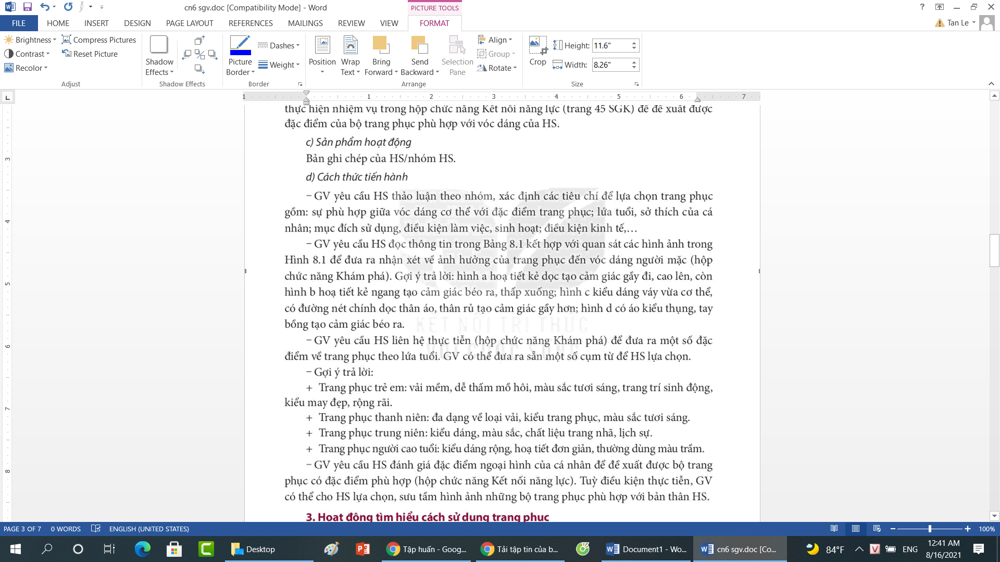 cn6 sgv.doc [Compatibility Mode] - Word
PICTURE TOOLS
FILE HOME INSERT DESIGN PAGE LAYOUT REFERENCES MAILINGS REVIEW VIEW FORMAT Tan Le
Brightness Compress Pictures
Contrast Reset Picture
Recolor
Shadow Effects
Picture Border
Dashes
Weight
Position
Wrap Text
Bring Forward
Send Backward
Selection Pane
Align
Group
Rotate
Crop
Height: 11.6"
Width: 8.26"
Adjust Shadow Effects Border Arrange Size
1 1 2 3 4 5 6 7
thực hiện nhiệm vụ trong hộp chức năng Kết nối năng lực (trang 45 SGK) để đề xuất được
đặc điểm của bộ trang phục phù hợp với vóc dáng của HS.
c) Sản phẩm hoạt động
Bản ghi chép của HS/nhóm HS.
d) Cách thức tiến hành
– GV yêu cầu HS thảo luận theo nhóm, xác định các tiêu chí để lựa chọn trang phục
gồm: sự phù hợp giữa vóc dáng cơ thể với đặc điểm trang phục; lứa tuổi, sở thích của cá
nhân; mục đích sử dụng, điều kiện làm việc, sinh hoạt; điều kiện kinh tế,…
– GV yêu cầu HS đọc thông tin trong Bảng 8.1 kết hợp với quan sát các hình ảnh trong
Hình 8.1 để đưa ra nhận xét về ảnh hưởng của trang phục đến vóc dáng người mặc (hộp
chức năng Khám phá). Gợi ý trả lời: hình a hoạ tiết kẻ dọc tạo cảm giác gầy đi, cao lên, còn
hình b hoạ tiết kẻ ngang tạo cảm giác béo ra, thấp xuống; hình c kiểu dáng váy vừa cơ thể,
có đường nét chính dọc thân áo, thân rủ tạo cảm giác gầy hơn; hình d có áo kiểu thụng, tay
bồng tạo cảm giác béo ra.
KẾT NỐI TRI THỨC
– GV yêu cầu HS liên hệ thực tiễn (hộp chức năng Khám phá) để đưa ra một số đặc
VỚI CUỘC SỐNG
điểm về trang phục theo lứa tuổi. GV có thể đưa ra sẵn một số cụm từ để HS lựa chọn.
– Gợi ý trả lời:
+ Trang phục trẻ em: vải mềm, dễ thấm mồ hôi, màu sắc tươi sáng, trang trí sinh động,
kiểu may đẹp, rộng rãi.
+ Trang phục thanh niên: đa dạng về loại vải, kiểu trang phục, màu sắc tươi sáng.
+ Trang phục trung niên: kiểu dáng, màu sắc, chất liệu trang nhã, lịch sự.
+ Trang phục người cao tuổi: kiểu dáng rộng, hoạ tiết đơn giản, thường dùng màu trầm.
– GV yêu cầu HS đánh giá đặc điểm ngoại hình của cá nhân để đề xuất được bộ trang
phục có đặc điểm phù hợp (hộp chức năng Kết nối năng lực). Tuỳ điều kiện thực tiễn, GV
có thể cho HS lựa chọn, sưu tầm hình ảnh những bộ trang phục phù hợp với bản thân HS.
3. Hoạt động tìm hiểu cách sử dụng trang phục
3
4
5
6
7
8
PAGE 3 OF 7 0 WORDS ENGLISH (UNITED STATES) 100%
Desktop Tập huấn - Goog... Tải tập tin của b... Document1 - Wo... cn6 sgv.doc [Co... 84°F ENG
12:41 AM
8/16/2021